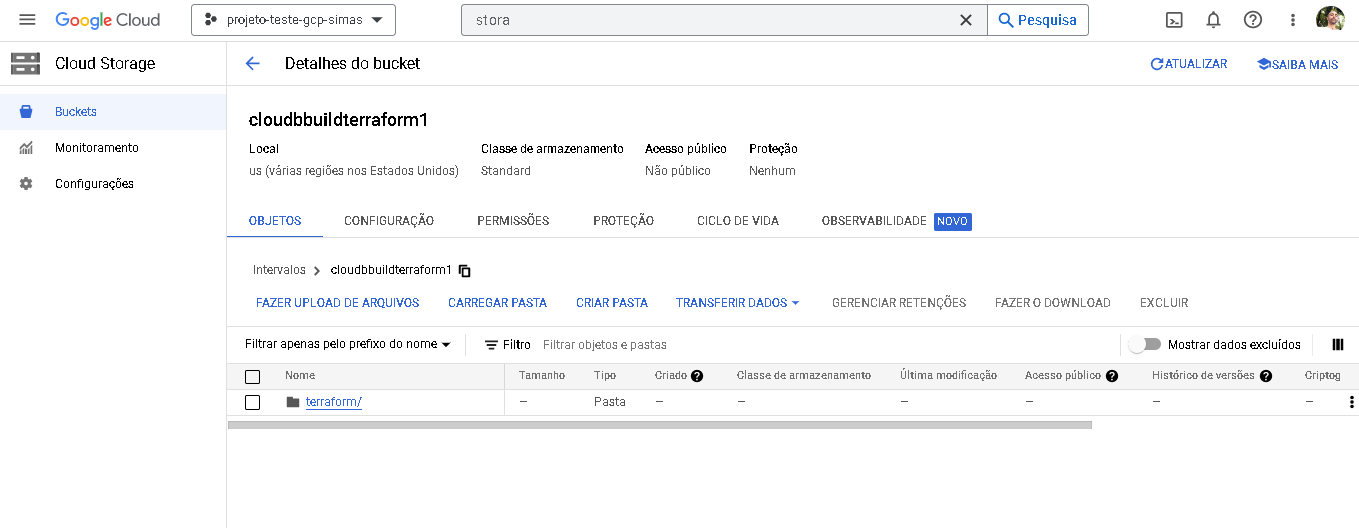 Google Cloud projeto-teste-gcp-simas stora Pesquisa
Cloud Storage Detalhes do bucket ATUALIZAR SAIBA MAIS
Buckets
Monitoramento
Configurações
cloudbbuildterraform1
Local Classe de armazenamento Acesso público Proteção
us (várias regiões nos Estados Unidos) Standard Não público Nenhum
OBJETOS CONFIGURAÇÃO PERMISSÕES PROTEÇÃO CICLO DE VIDA OBSERVABILIDADE NOVO
Intervalos cloudbbuildterraform1
FAZER UPLOAD DE ARQUIVOS CARREGAR PASTA CRIAR PASTA TRANSFERIR DADOS GERENCIAR RETENÇÕES FAZER O DOWNLOAD EXCLUIR
Filtrar apenas pelo prefixo do nome Filtro Filtrar objetos e pastas Mostrar dados excluídos
Nome Tamanho Tipo Criado Classe de armazenamento Última modificação Acesso público Histórico de versões Criptog
terraform/ — Pasta — — — — — —